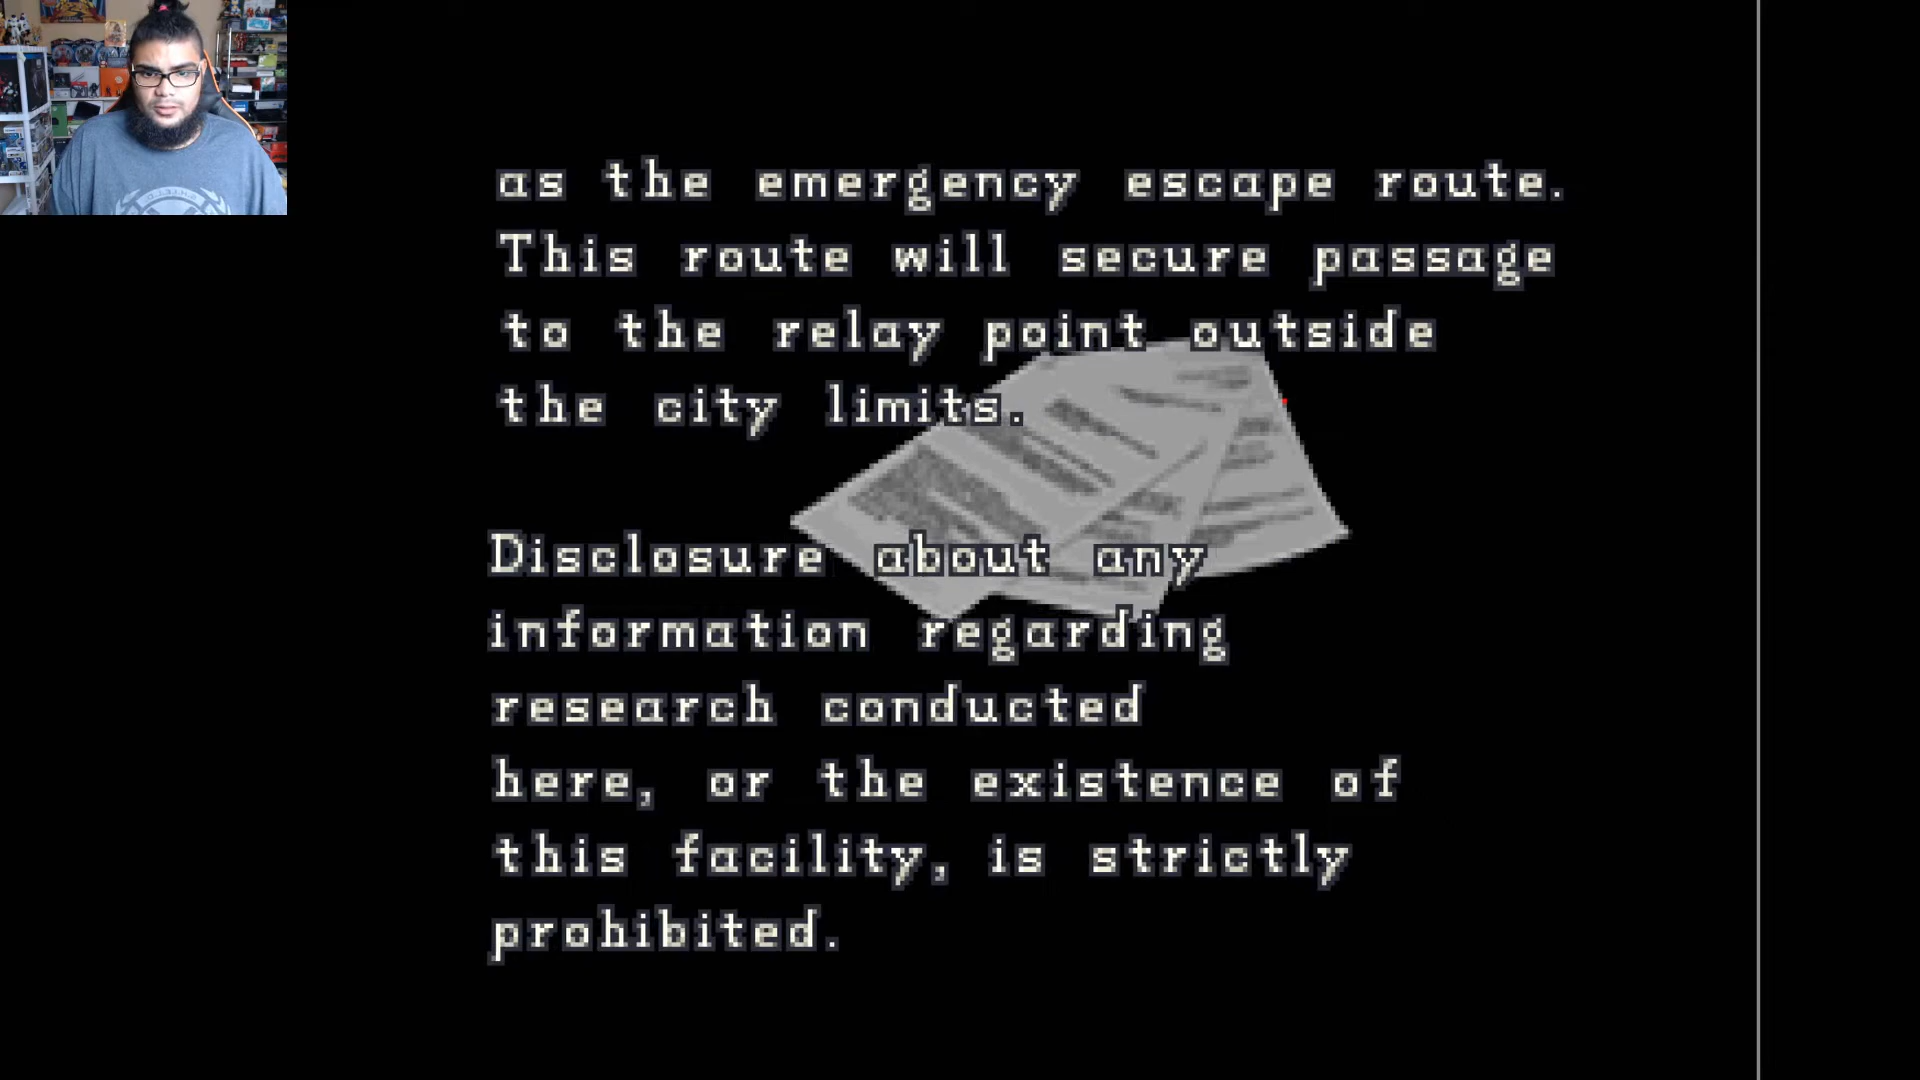 as the emergency escape route.
This route will secure passage
to the relay point outside
the city limits.
Disclosure about any
information regarding
research conducted
here, or the existence of
this facility, is strictly
prohibited.